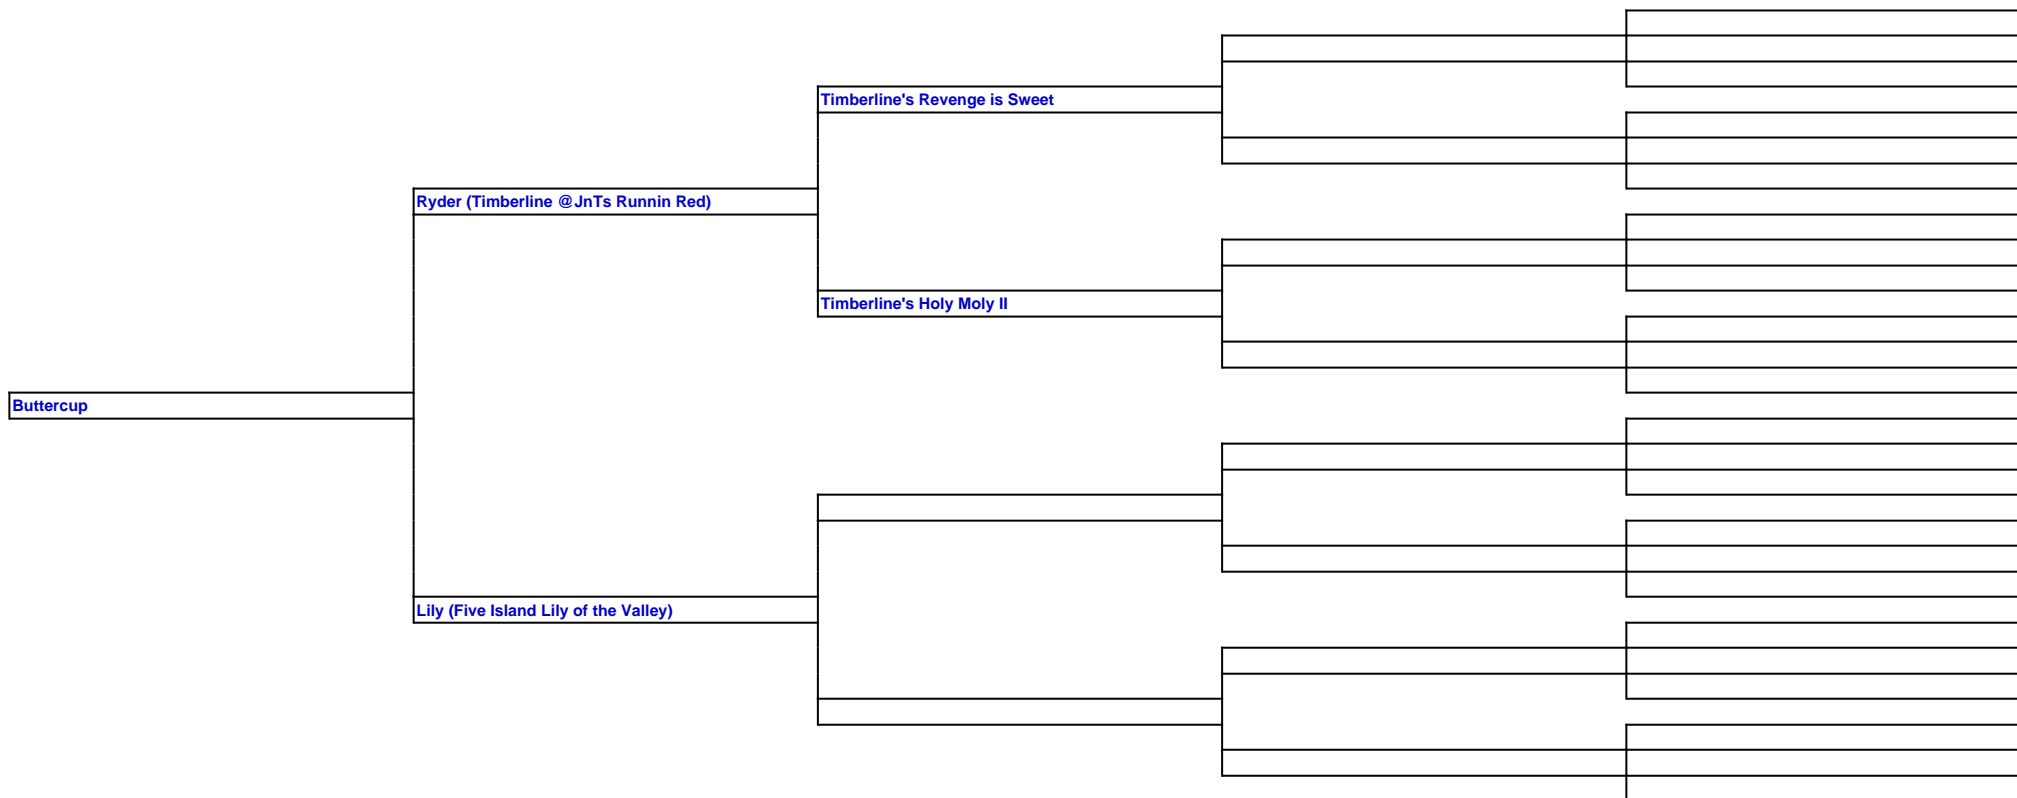 Timberline's Revenge is Sweet
Ryder (Timberline @JnTs Runnin Red)
Timberline's Holy Moly II
Buttercup
Lily (Five Island Lily of the Valley)